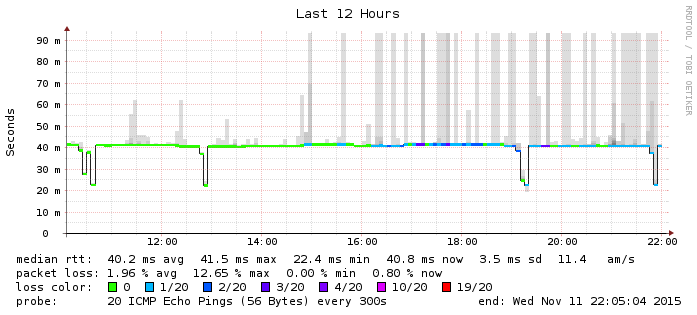 Last 12 Hours
RRDTOOL / TOBI OETIKER
Seconds
90 m
80 m
70 m
60 m
50 m
40 m
30 m
20 m
10 m
0
12:00 14:00 16:00 18:00 20:00 22:00
median rtt: 40.2 ms avg 41.5 ms max 22.4 ms min 40.8 ms now 3.5 ms sd 11.4 am/s
packet loss: 1.96 % avg 12.65 % max 0.00 % min 0.80 % now
loss color: 0 1/20 2/20 3/20 4/20 10/20 19/20
probe: 20 ICMP Echo Pings (56 Bytes) every 300s end: Wed Nov 11 22:05:04 2015